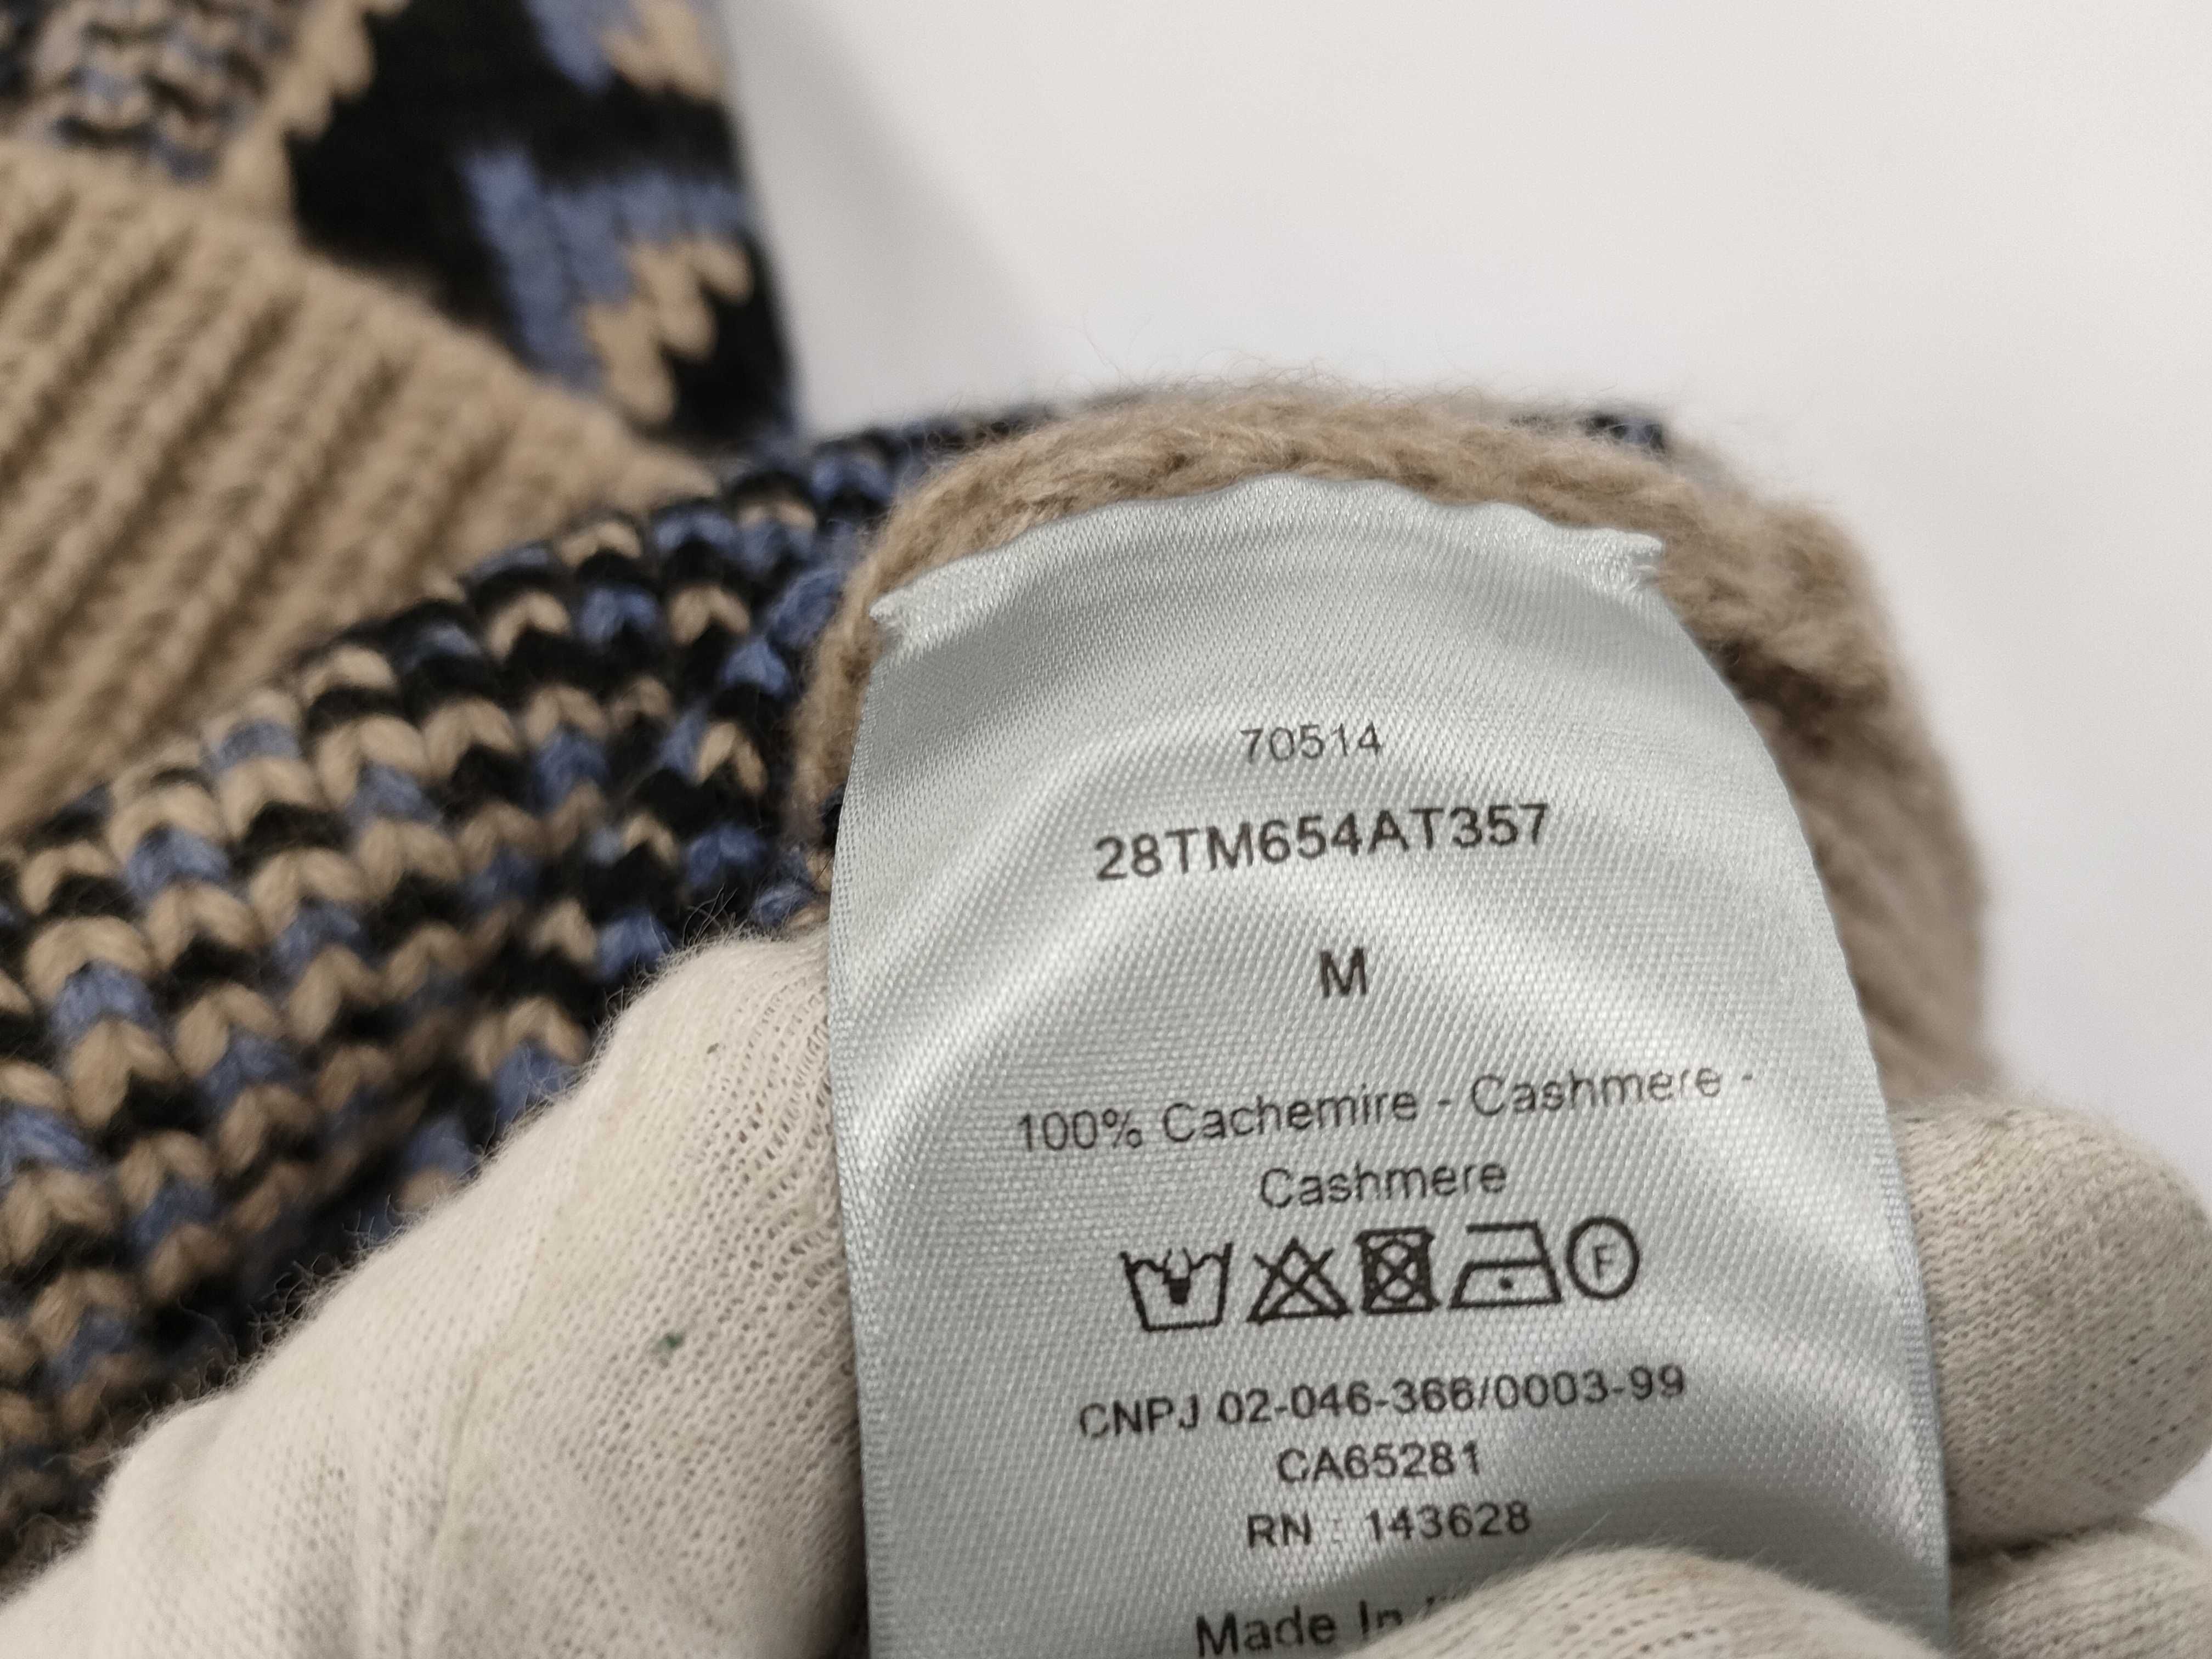 70514
28TM654AT357
M
100% Cachemire - Cashmere -
Cashmere
F
CNPJ 02-046-366/0003-99
CA65281
RN : 143628
Made In